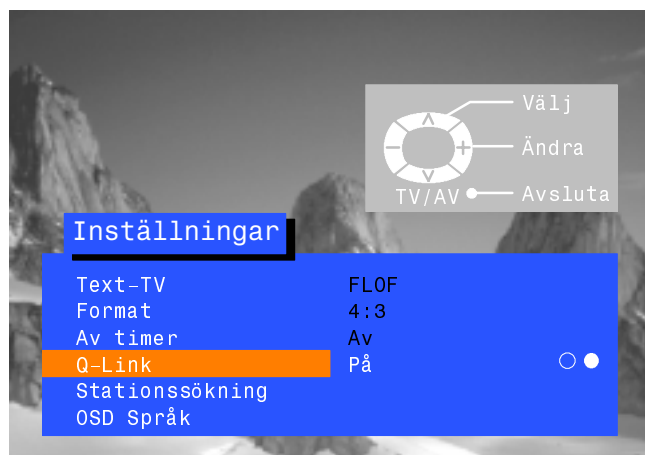 Välj
Ändra
TV/AV Avsluta
Inställningar
Text-TV FLOF
Format 4:3
Av timer Av
Q-Link På
Stationssökning
OSD Språk